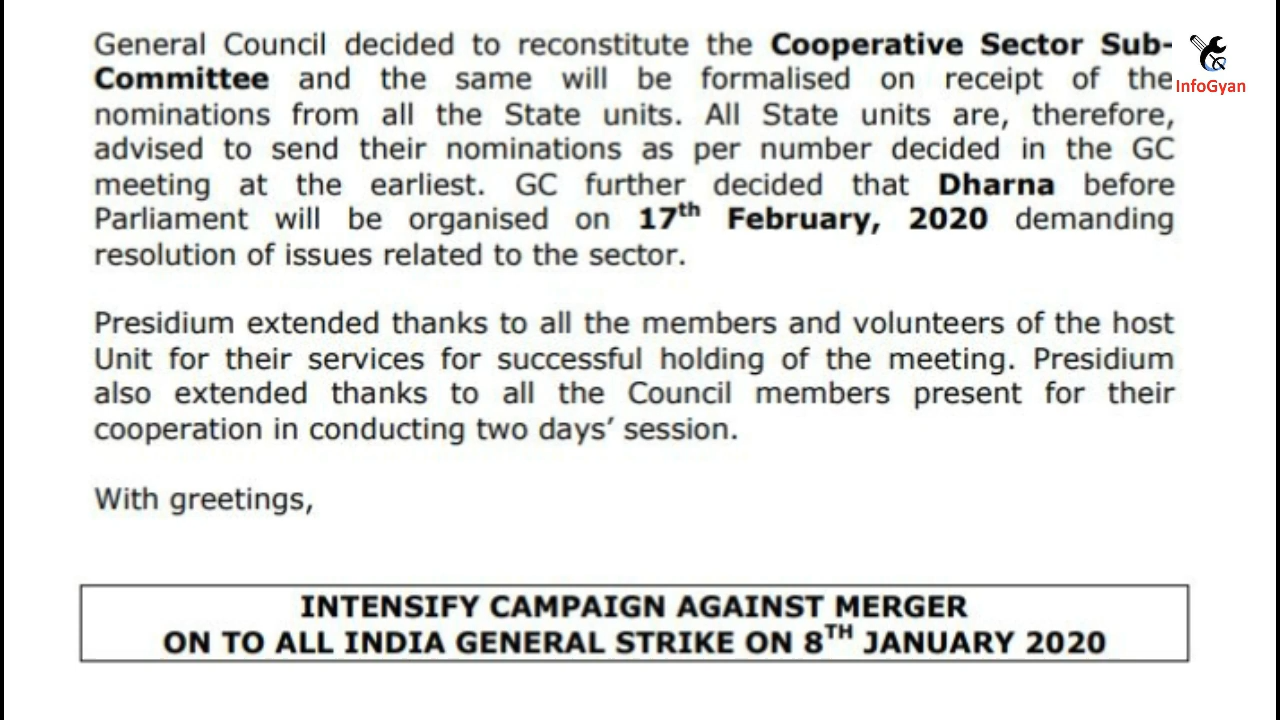 General Council decided to reconstitute the Cooperative Sector Sub-
Committee and the same will be formalised on receipt of the
nominations from all the State units. All State units are, therefore,
advised to send their nominations as per number decided in the GC
meeting at the earliest. GC further decided that Dharna before
Parliament will be organised on 17th February, 2020 demanding
resolution of issues related to the sector.
Presidium extended thanks to all the members and volunteers of the host
Unit for their services for successful holding of the meeting. Presidium
also extended thanks to all the Council members present for their
cooperation in conducting two days’ session.
With greetings,
INTENSIFY CAMPAIGN AGAINST MERGER
ON TO ALL INDIA GENERAL STRIKE ON 8TH JANUARY 2020
InfoGyan